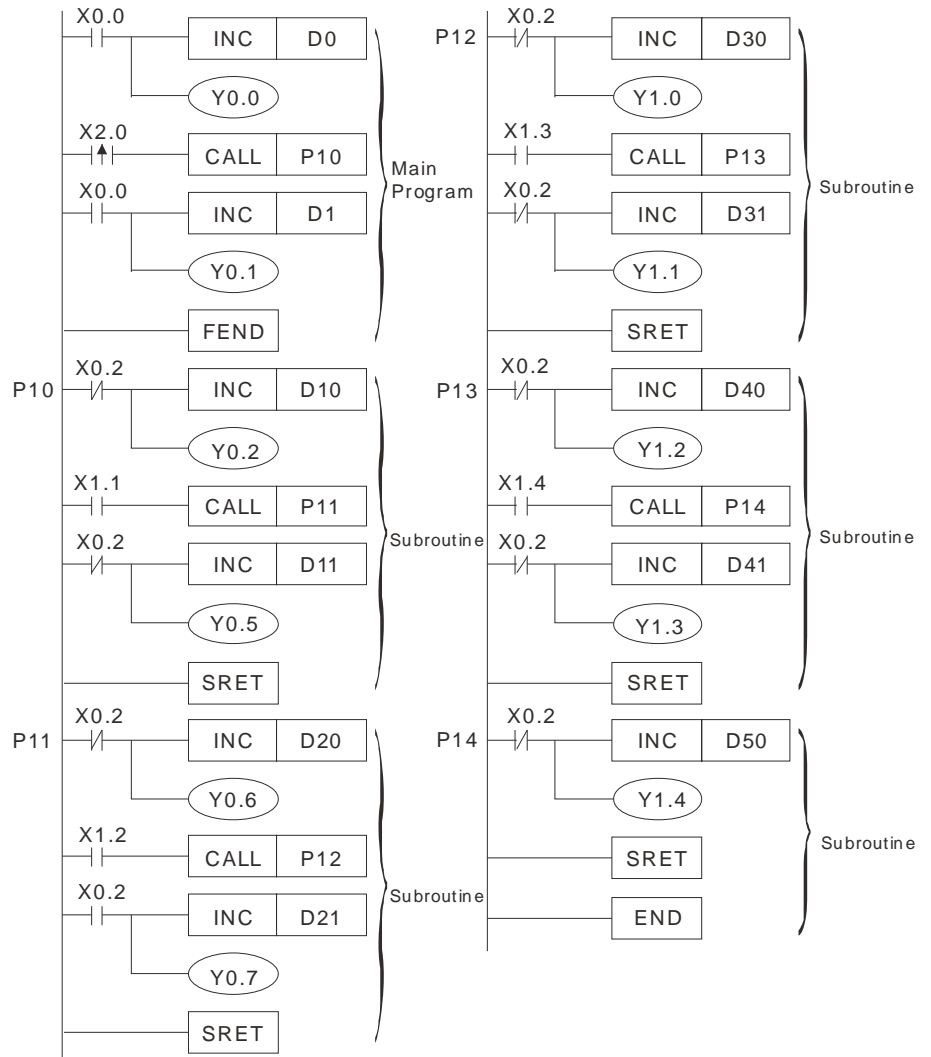 X0.0
INC D0
Y0.0
X2.0
CALL P10
X0.0
INC D1
Y0.1
FEND
Main
Program
P10
X0.2
INC D10
Y0.2
X1.1
CALL P11
X0.2
INC D11
Y0.5
SRET
Subroutine
P11
X0.2
INC D20
Y0.6
X1.2
CALL P12
X0.2
INC D21
Y0.7
SRET
Subroutine
P12
X0.2
INC D30
Y1.0
X1.3
CALL P13
X0.2
INC D31
Y1.1
SRET
Subroutine
P13
X0.2
INC D40
Y1.2
X1.4
CALL P14
X0.2
INC D41
Y1.3
SRET
Subroutine
P14
X0.2
INC D50
Y1.4
SRET
END
Subroutine